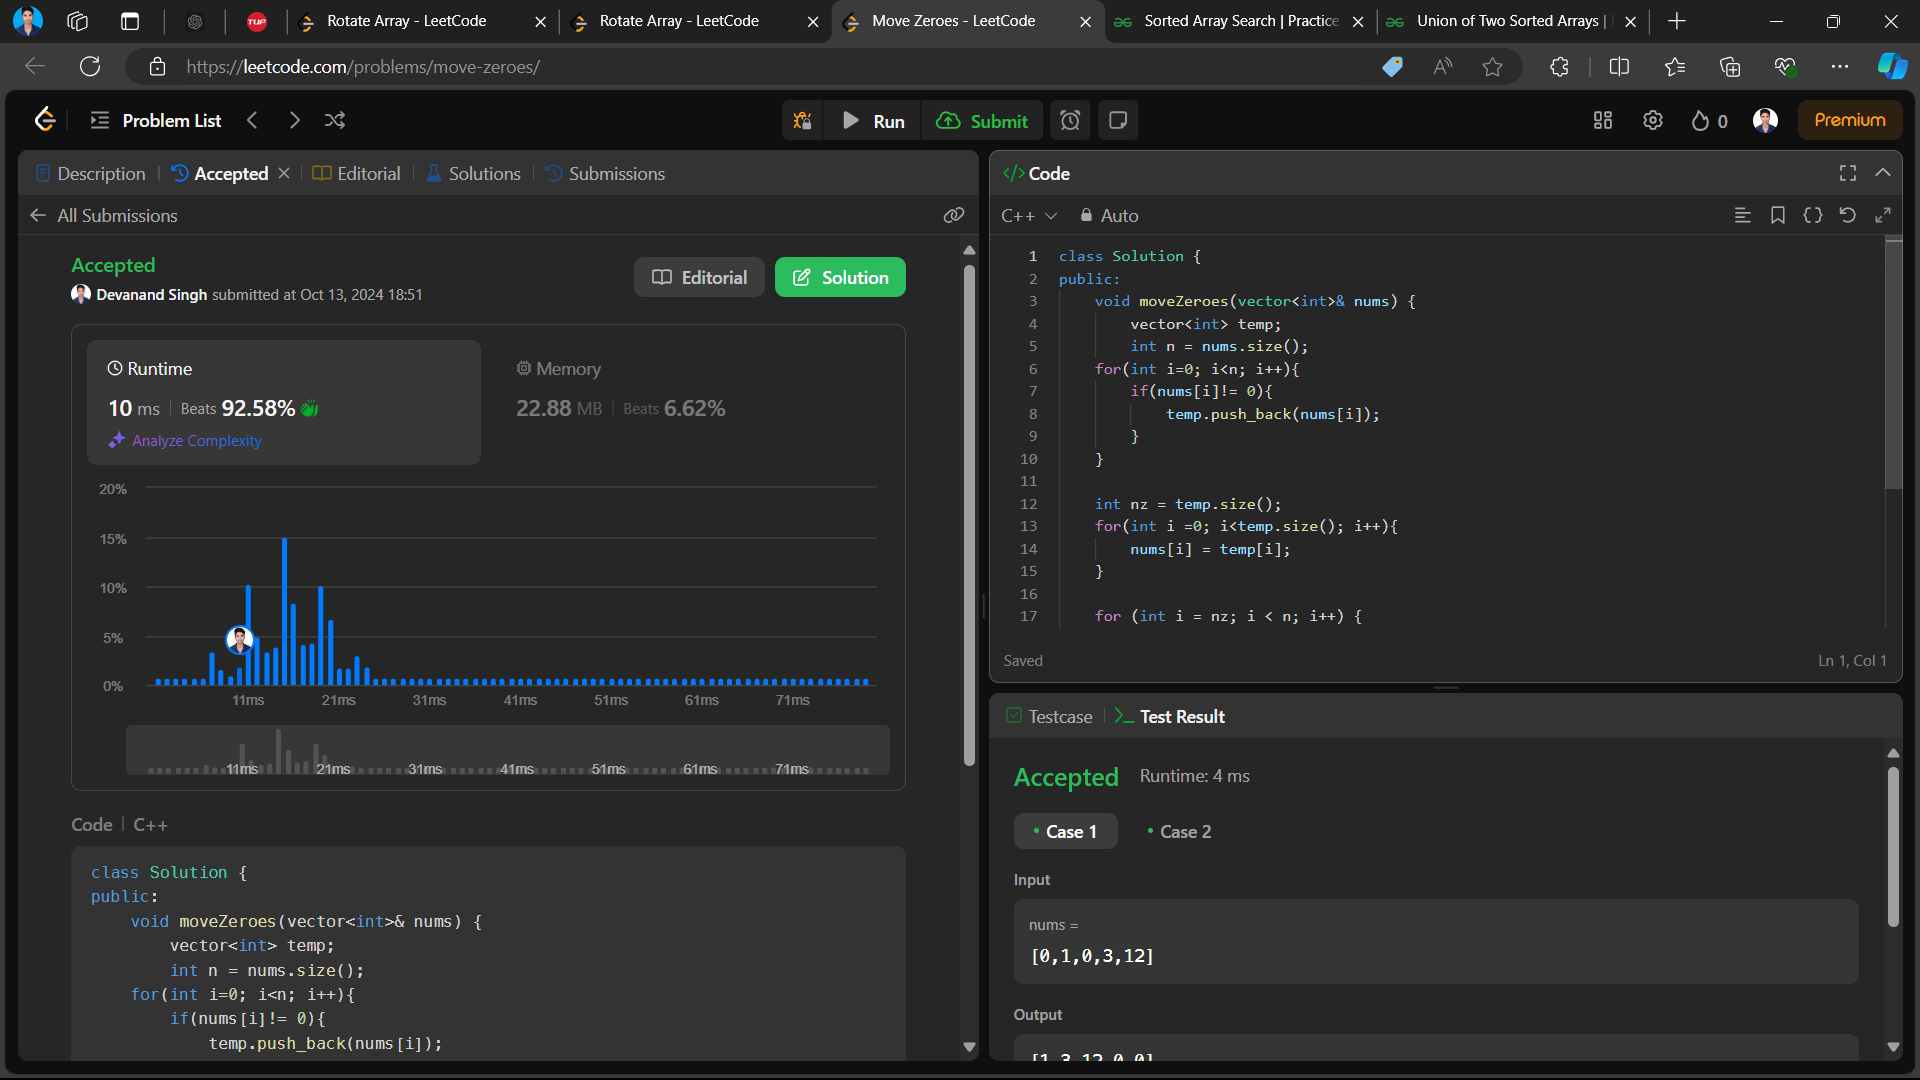 TUF
Rotate Array - LeetCode
Rotate Array - LeetCode
Move Zeroes - LeetCode
Sorted Array Search | Practice
Union of Two Sorted Arrays |
https://leetcode.com/problems/move-zeroes/
Problem List
Run
Submit
0
Premium
Description
Accepted
Editorial
Solutions
Submissions
All Submissions
Accepted
Devanand Singh submitted at Oct 13, 2024 18:51
Editorial
Solution
Runtime
10 ms | Beats 92.58%
Analyze Complexity
Memory
22.88 MB | Beats 6.62%
20%
15%
10%
5%
0%
11ms 21ms 31ms 41ms 51ms 61ms 71ms
11ms 21ms 31ms 41ms 51ms 61ms 71ms
Code | C++
class Solution {
public:
void moveZeroes(vector<int>& nums) {
vector<int> temp;
int n = nums.size();
for(int i=0; i<n; i++){
if(nums[i]!= 0){
temp.push_back(nums[i]);
</> Code
C++
Auto
1 class Solution {
2 public:
3 void moveZeroes(vector<int>& nums) {
4 vector<int> temp;
5 int n = nums.size();
6 for(int i=0; i<n; i++){
7 if(nums[i]!= 0){
8 temp.push_back(nums[i]);
9 }
10 }
11
12 int nz = temp.size();
13 for(int i =0; i<temp.size(); i++){
14 nums[i] = temp[i];
15 }
16
17 for (int i = nz; i < n; i++) {
Saved
Ln 1, Col 1
Testcase
Test Result
Accepted
Runtime: 4 ms
Case 1
Case 2
Input
nums =
[0,1,0,3,12]
Output
[1,3,12,0,0]